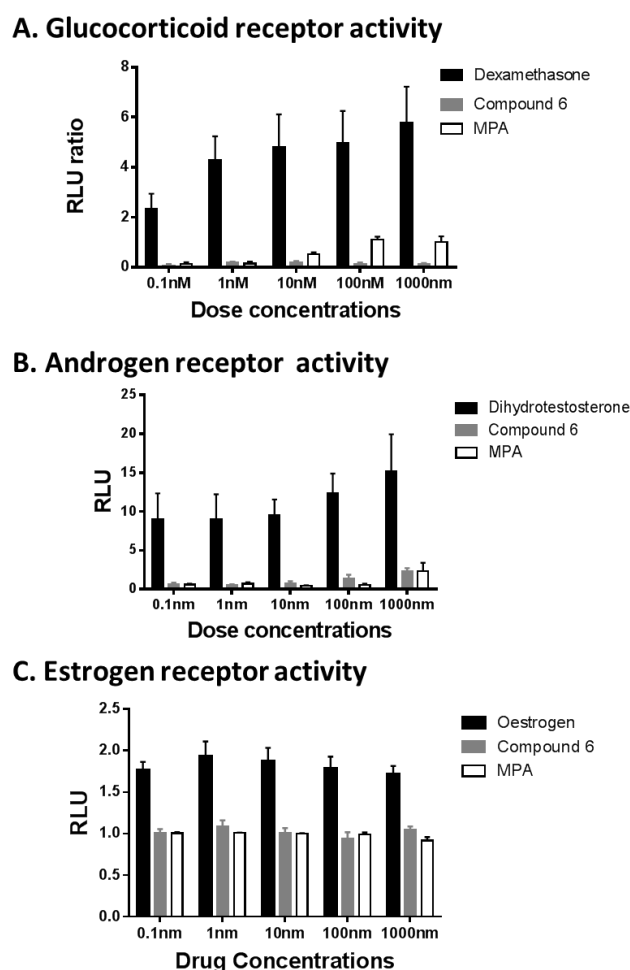 A. Glucocorticoid receptor activity
8
6
4
2
0
RLU ratio
Dexamethasone
Compound 6
MPA
0.1nM 1nM 10nM 100nM 1000nm
Dose concentrations
B. Androgen receptor activity
25
20
15
10
5
0
RLU
Dihydrotestosterone
Compound 6
MPA
0.1nm 1nm 10nm 100nm 1000nm
Dose concentrations
C. Estrogen receptor activity
2.5
2.0
1.5
1.0
0.5
0.0
RLU
Oestrogen
Compound 6
MPA
0.1nm 1nm 10nm 100nm 1000nm
Drug Concentrations